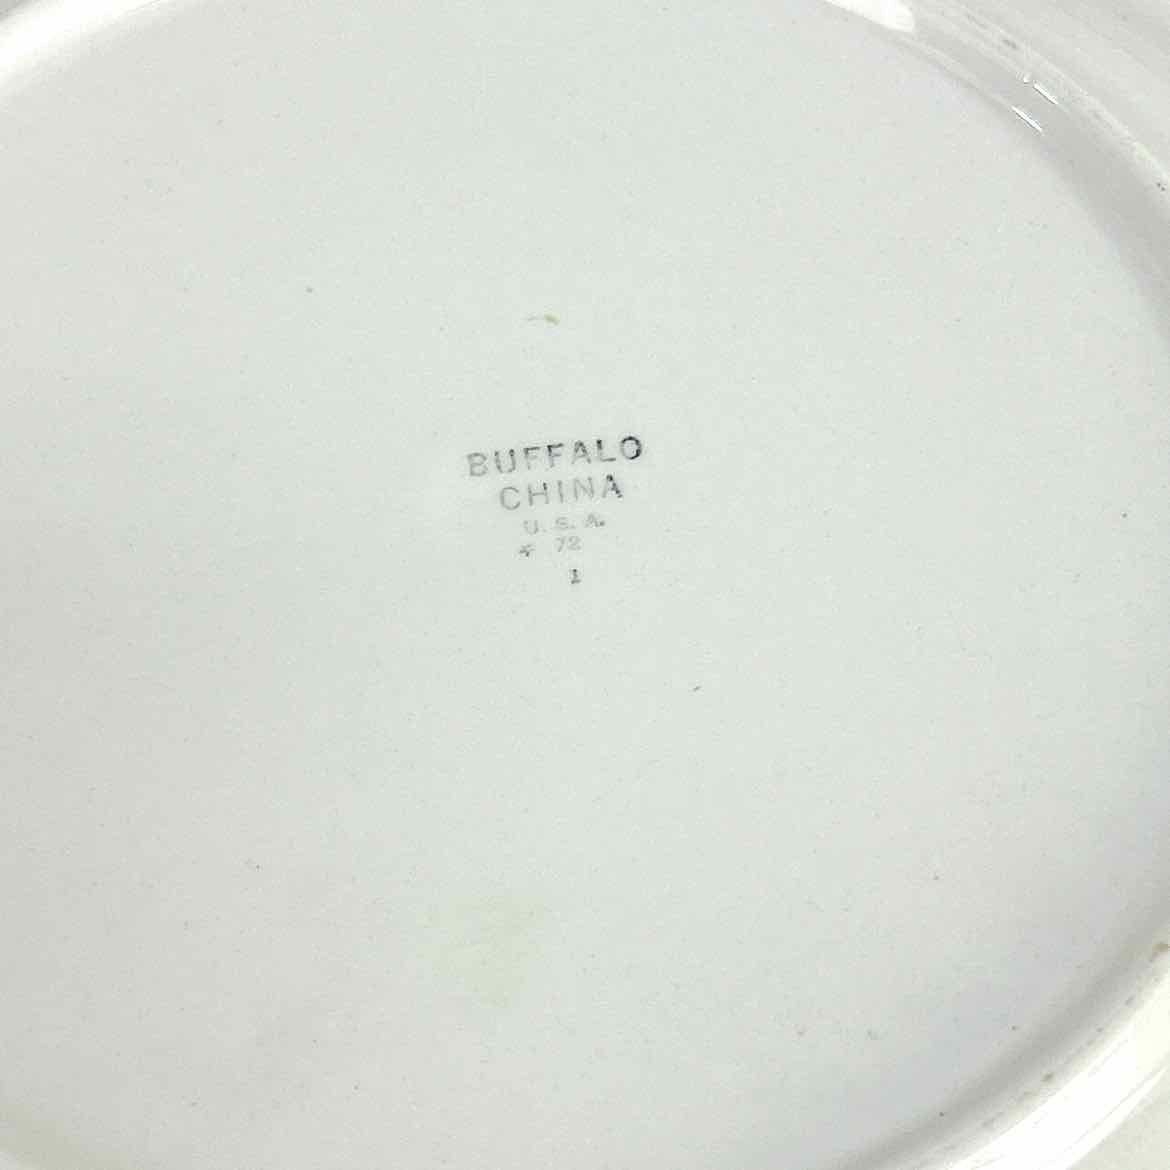 BUFFALO
CHINA
U.S.A.
72
1